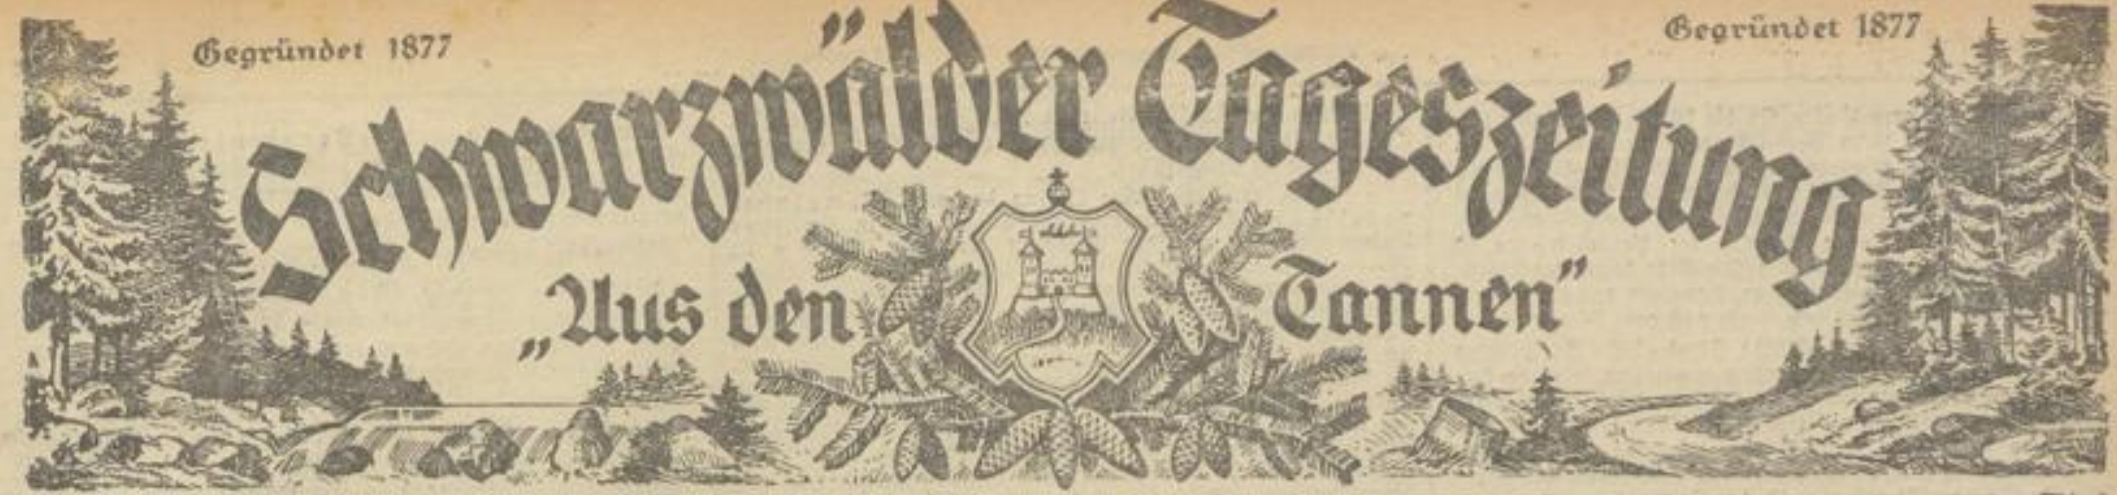 Gegründet 1877
Gegründet 1877
Schwarzwälder Tageszeitung
„Aus den Tannen“